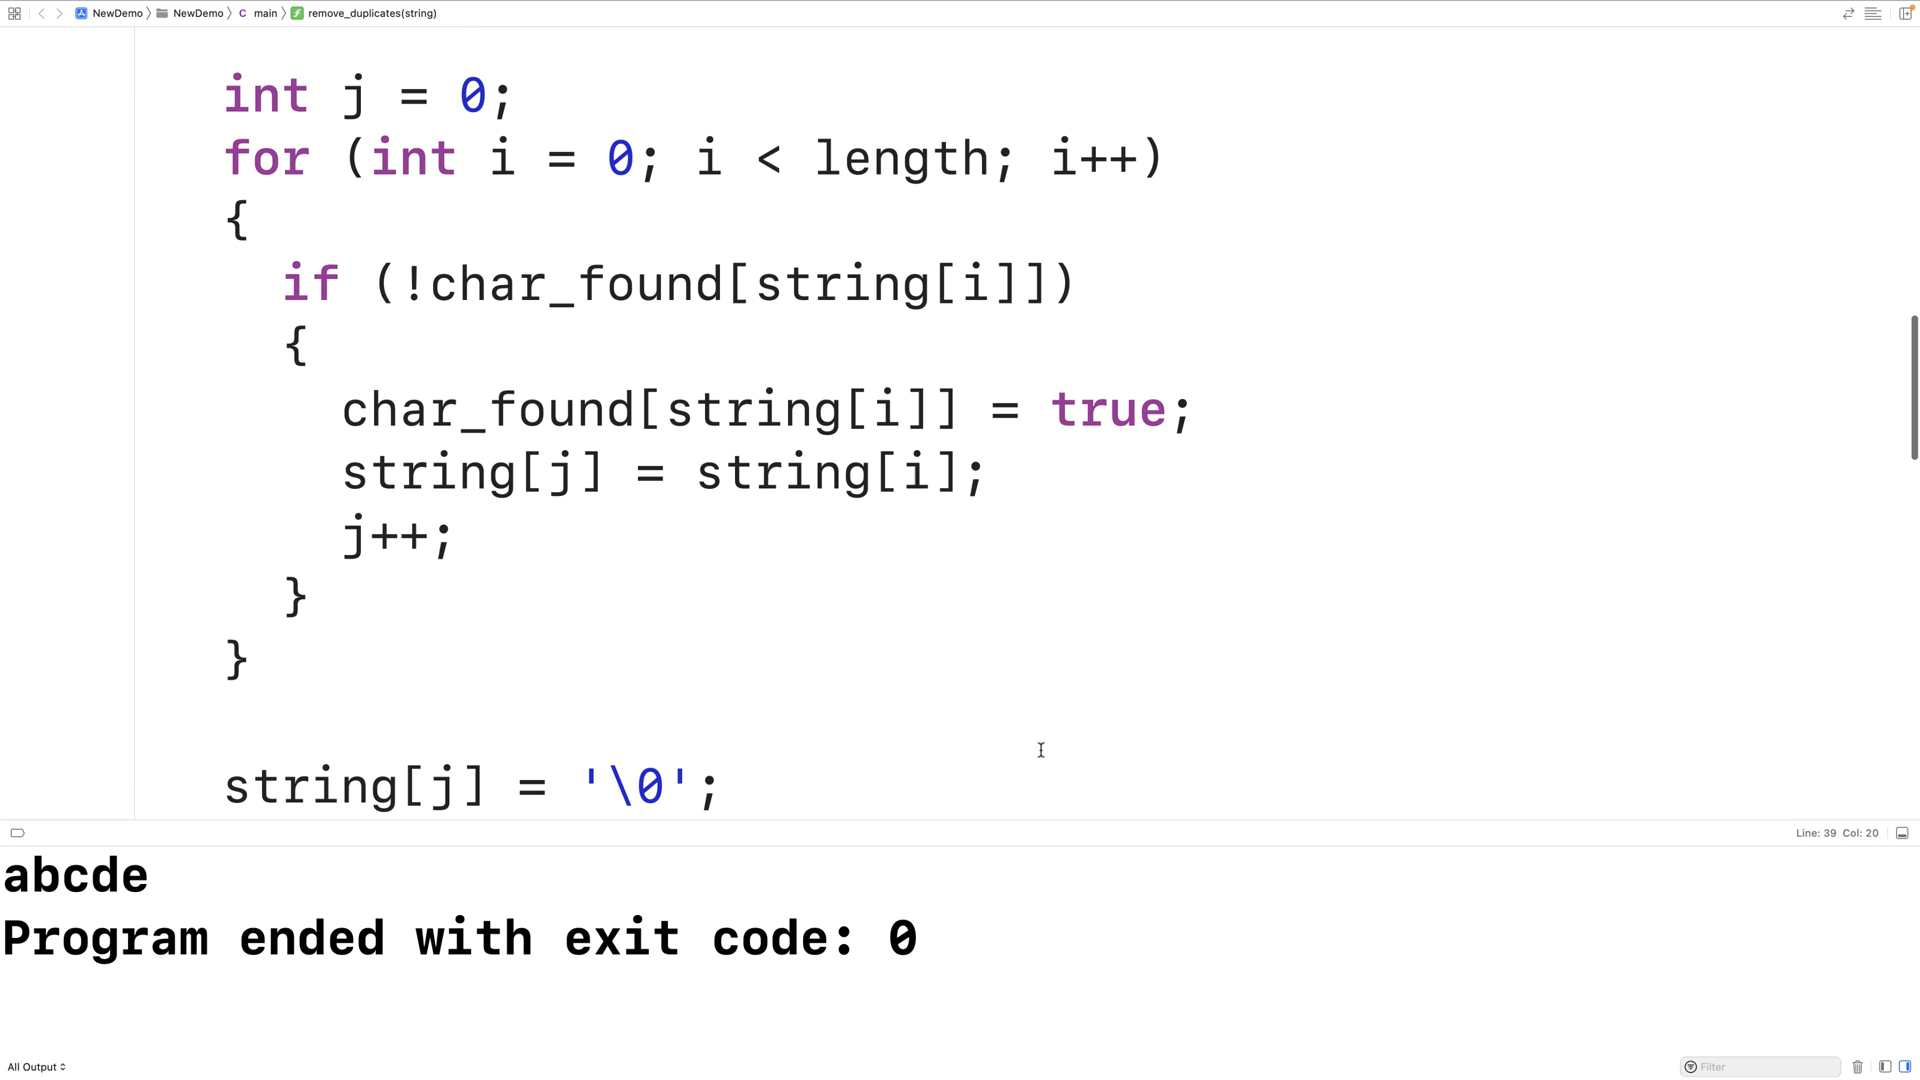 NewDemo NewDemo C main f remove_duplicates(string)
int j = 0;
for (int i = 0; i < length; i++)
{
if (!char_found[string[i]])
{
char_found[string[i]] = true;
string[j] = string[i];
j++;
}
}
string[j] = '\0';
Line: 39 Col: 20
abcde
Program ended with exit code: 0
All Output
Filter